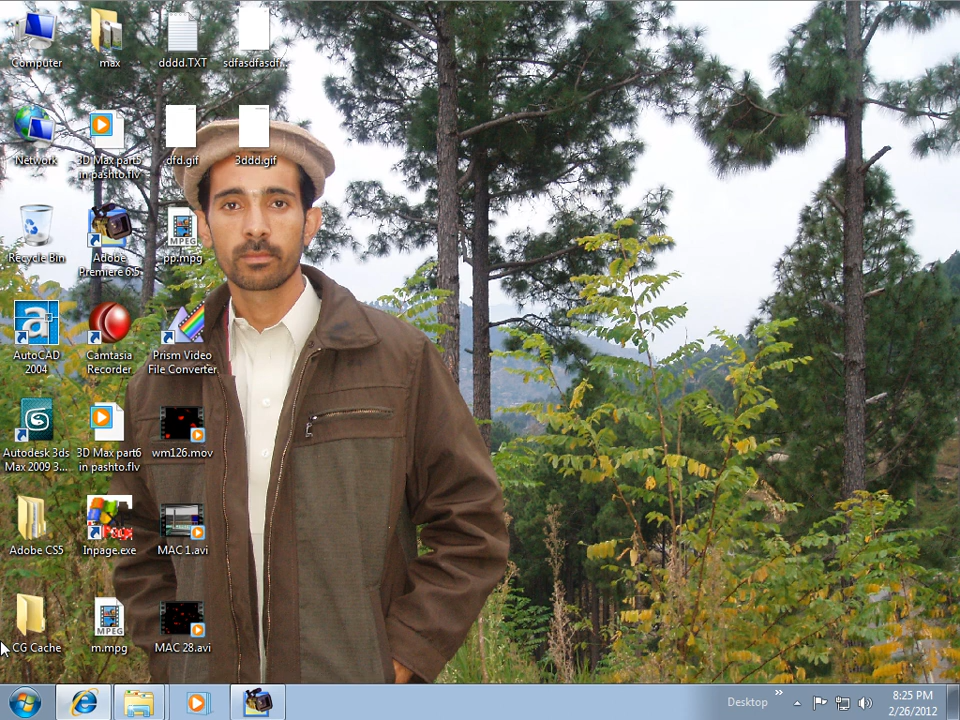 Computer
max
dddd.TXT
sdfasdfasdf...
Network
3D Max part5
in pashto.flv
dfd.gif
3ddd.gif
Recycle Bin
Adobe
Premiere 6.5
MPEG
pp.mpg
AutoCAD
2004
Camtasia
Recorder
Prism Video
File Converter
Autodesk 3ds
Max 2009 3...
3D Max part6
in pashto.flv
wm126.mov
Adobe CS5
Inpage.exe
MAC 1.avi
CG Cache
MPEG
m.mpg
MAC 28.avi
Desktop
8:25 PM
2/26/2012